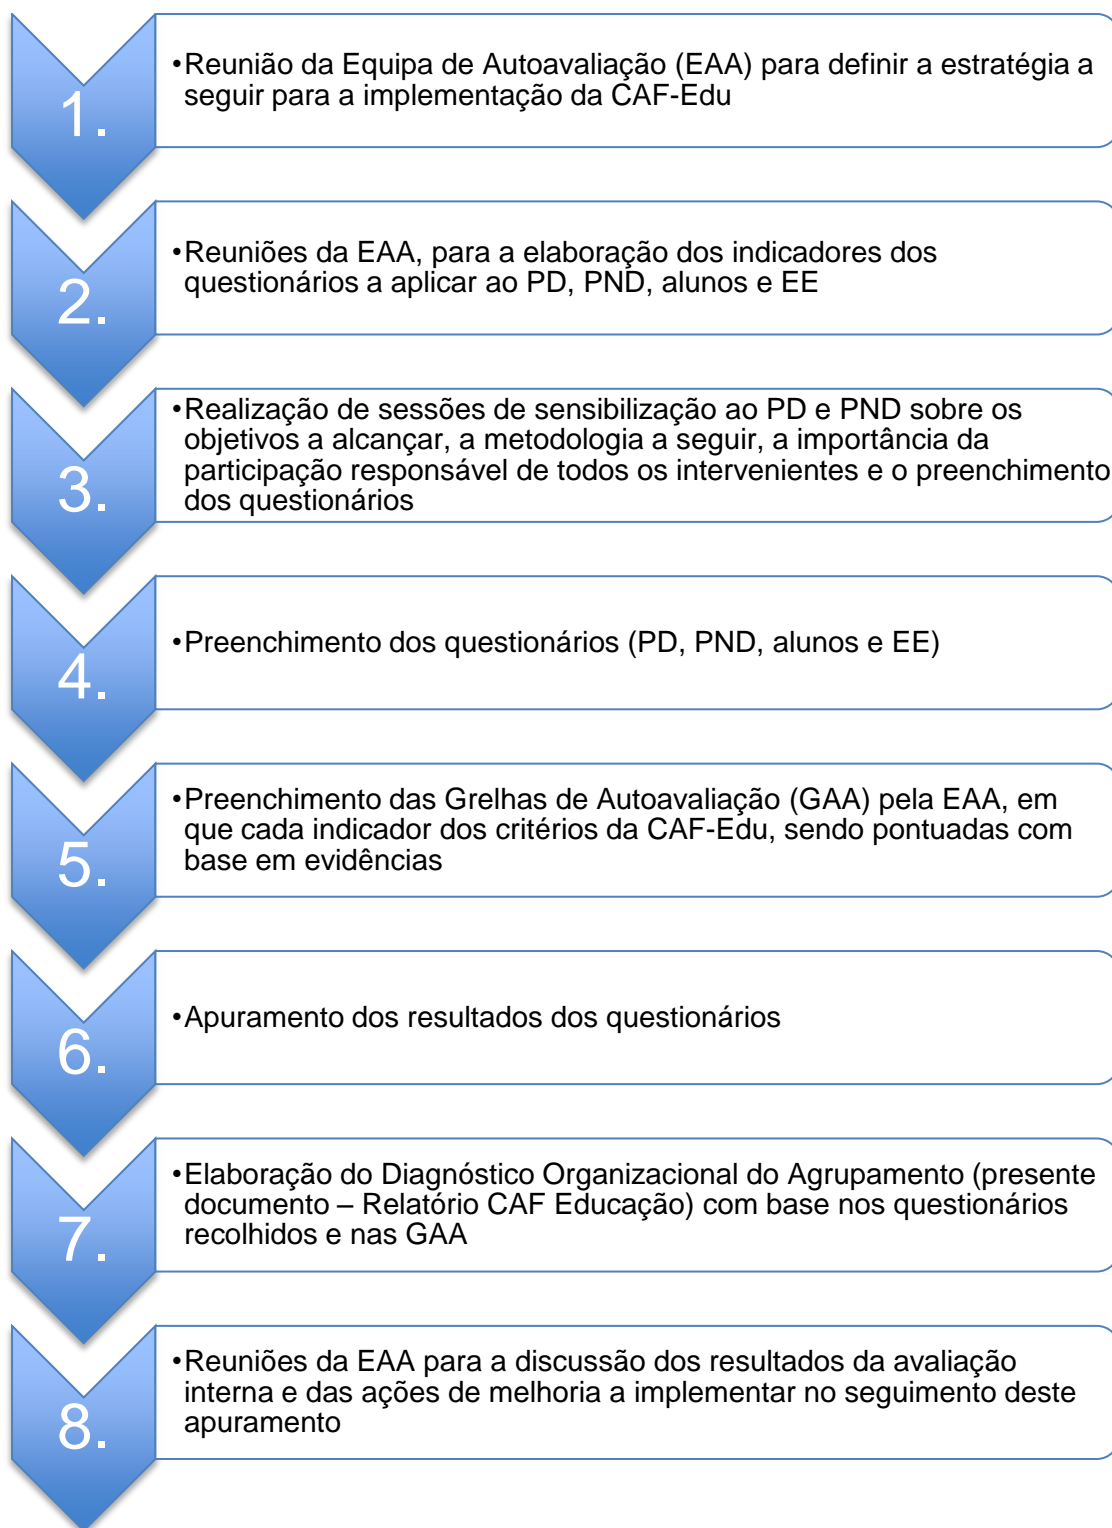 1.
•Reunião da Equipa de Autoavaliação (EAA) para definir a estratégia a
seguir para a implementação da CAF-Edu
2.
•Reuniões da EAA, para a elaboração dos indicadores dos
questionários a aplicar ao PD, PND, alunos e EE
3.
•Realização de sessões de sensibilização ao PD e PND sobre os
objetivos a alcançar, a metodologia a seguir, a importância da
participação responsável de todos os intervenientes e o preenchimento
dos questionários
4.
•Preenchimento dos questionários (PD, PND, alunos e EE)
5.
•Preenchimento das Grelhas de Autoavaliação (GAA) pela EAA, em
que cada indicador dos critérios da CAF-Edu, sendo pontuadas com
base em evidências
6.
•Apuramento dos resultados dos questionários
7.
•Elaboração do Diagnóstico Organizacional do Agrupamento (presente
documento – Relatório CAF Educação) com base nos questionários
recolhidos e nas GAA
8.
•Reuniões da EAA para a discussão dos resultados da avaliação
interna e das ações de melhoria a implementar no seguimento deste
apuramento